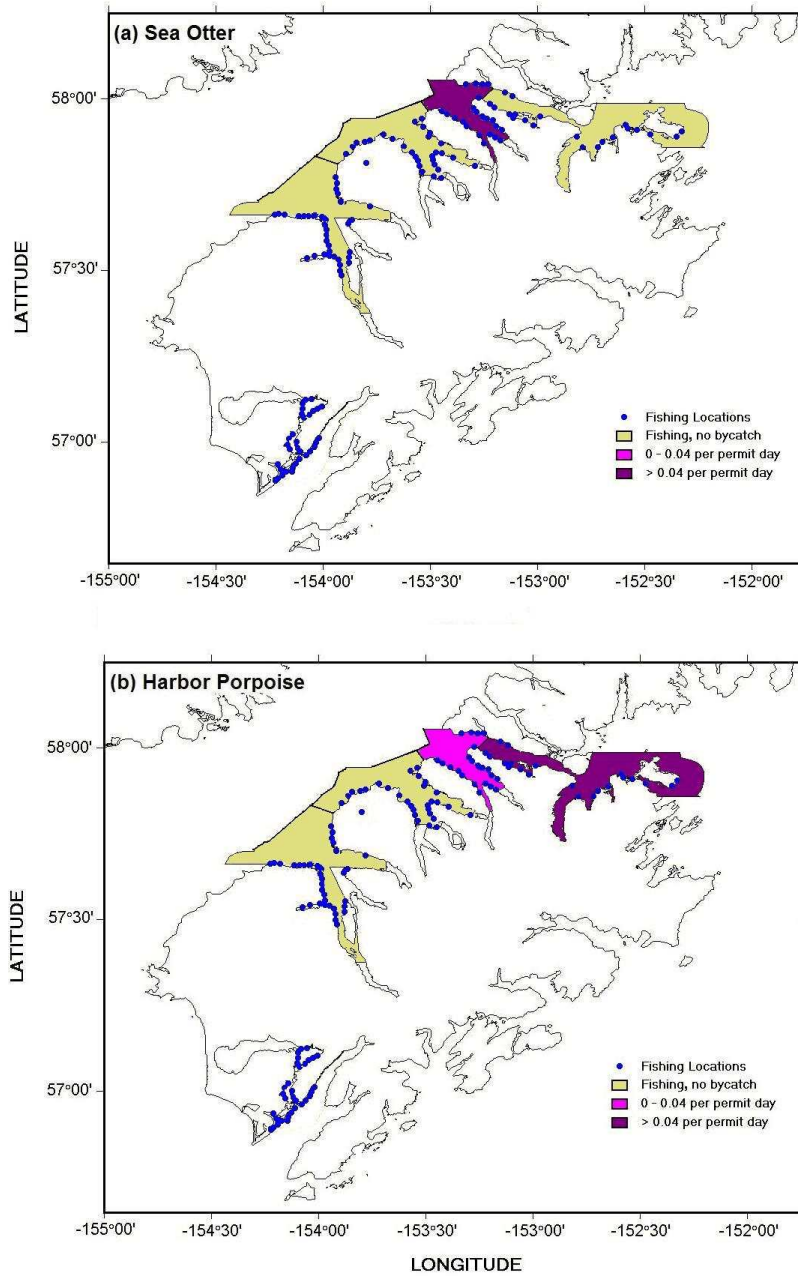 (a) Sea Otter
58°00'
57°30'
57°00'
LATITUDE
Fishing Locations
Fishing, no bycatch
0 - 0.04 per permit day
> 0.04 per permit day
-155°00' -154°30' -154°00' -153°30' -153°00' -152°30' -152°00'
(b) Harbor Porpoise
58°00'
57°30'
57°00'
LATITUDE
Fishing Locations
Fishing, no bycatch
0 - 0.04 per permit day
> 0.04 per permit day
-155°00' -154°30' -154°00' -153°30' -153°00' -152°30' -152°00'
LONGITUDE